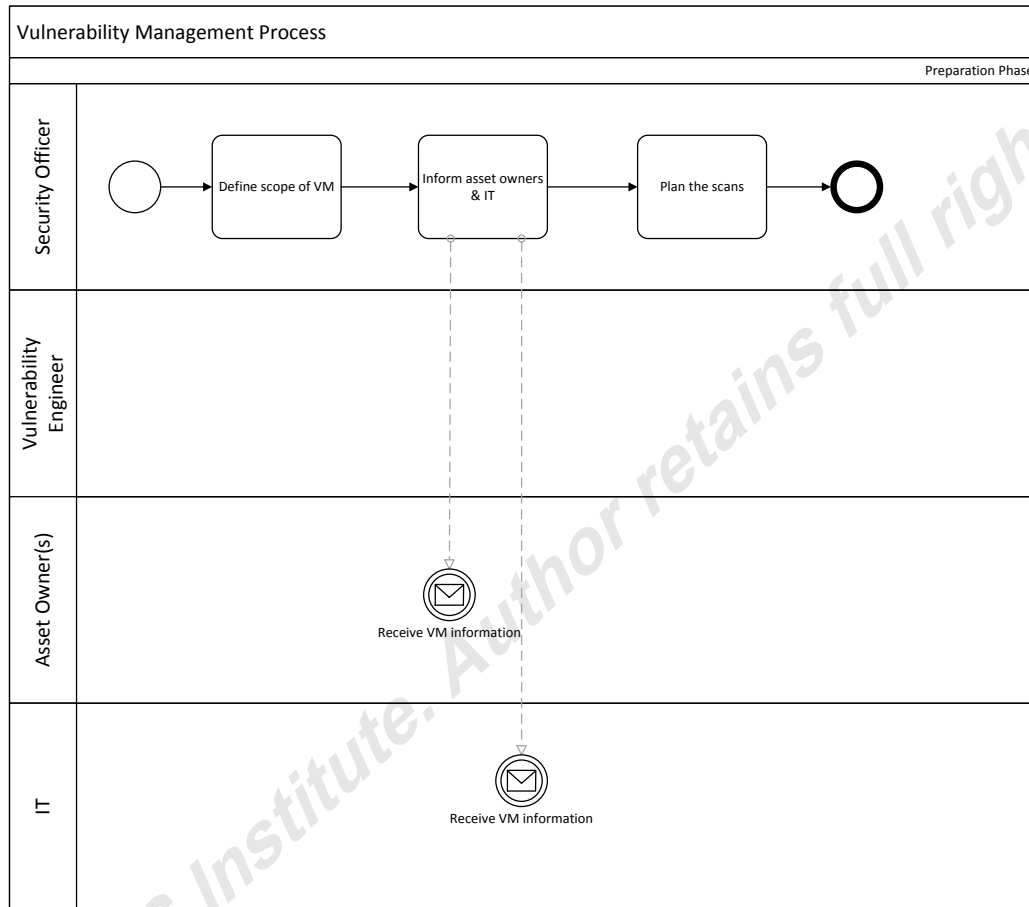 Vulnerability Management Process
Preparation Phase
Security Officer
Define scope of VM
Inform asset owners
& IT
Plan the scans
Vulnerability
Engineer
Asset Owner(s)
Receive VM information
IT
Receive VM information
Institute. Author retains full